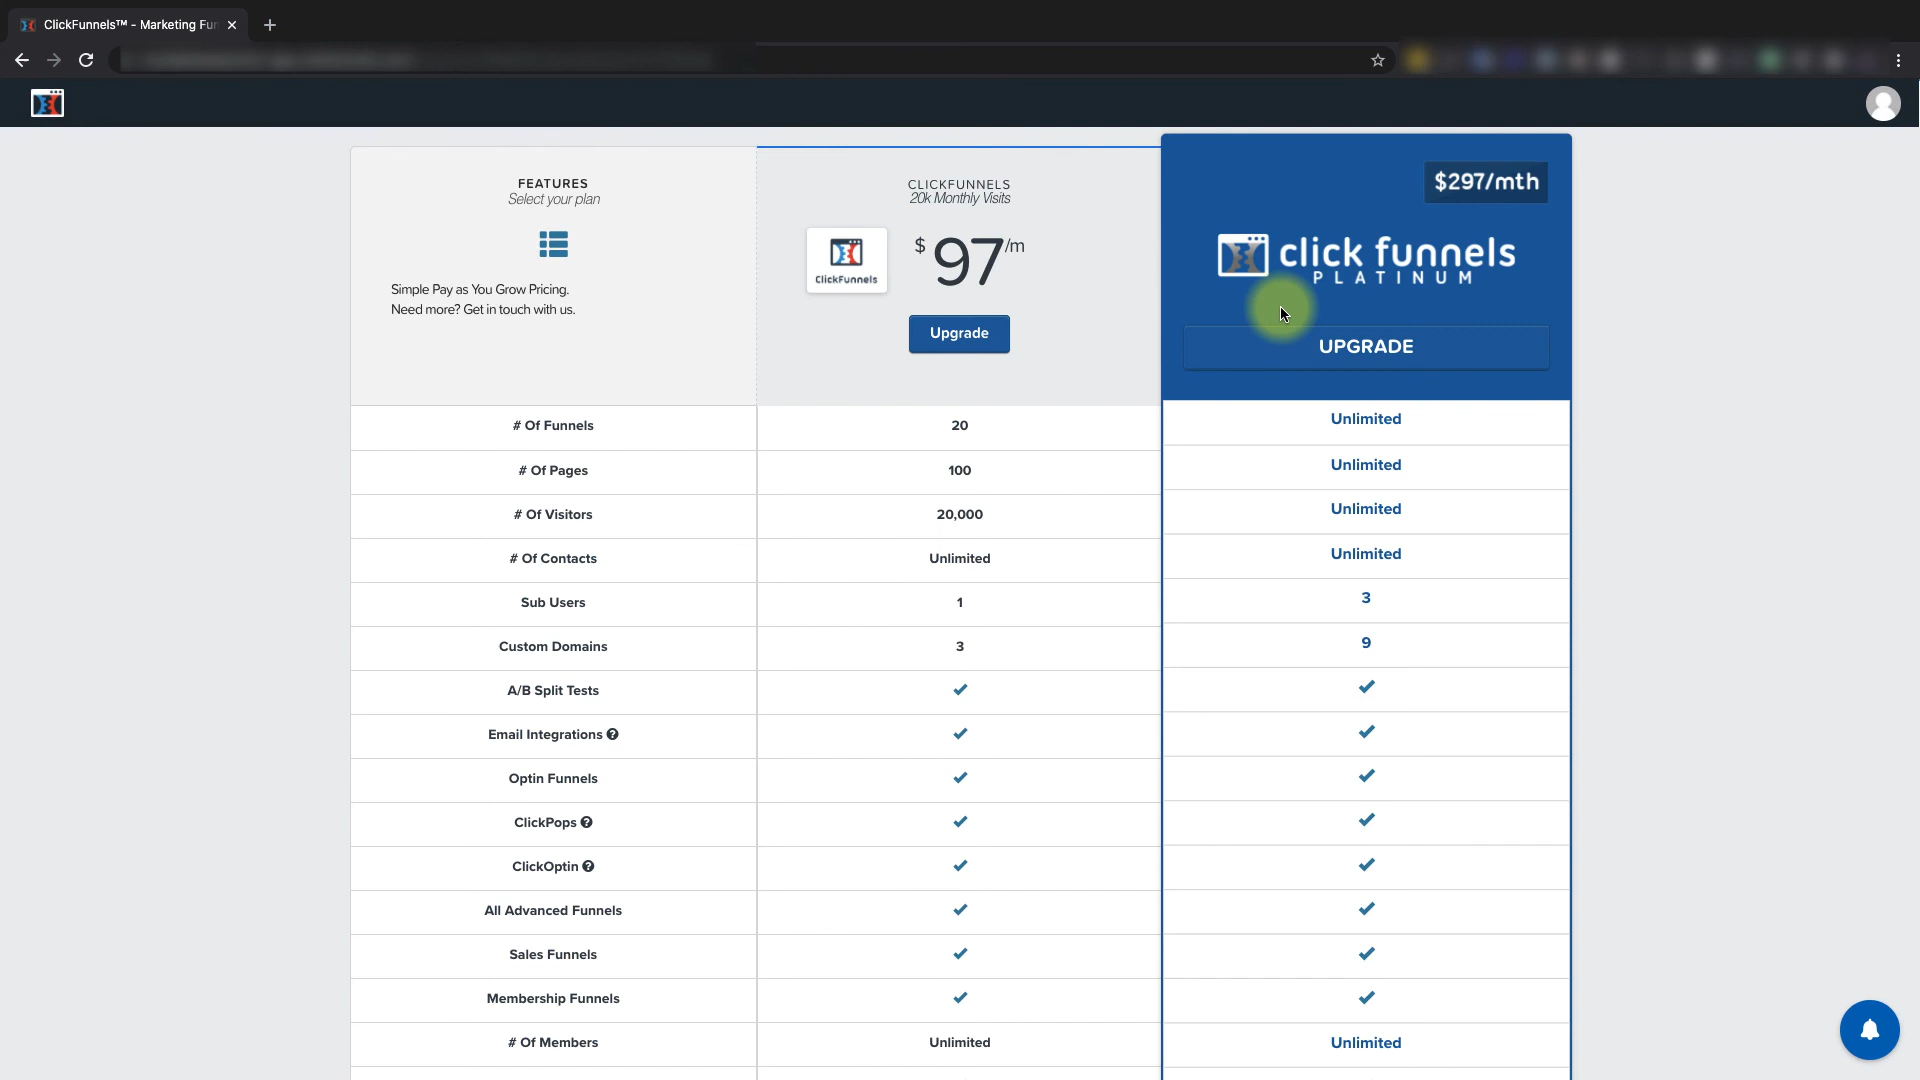 ClickFunnels™ - Marketing Fun
FEATURES
Select your plan
Simple Pay as You Grow Pricing.
Need more? Get in touch with us.
CLICKFUNNELS
20k Monthly Visits
ClickFunnels
$ 97 /m
Upgrade
$297/mth
click funnels
PLATINUM
UPGRADE
# Of Funnels 20 Unlimited
# Of Pages 100 Unlimited
# Of Visitors 20,000 Unlimited
# Of Contacts Unlimited Unlimited
Sub Users 1 3
Custom Domains 3 9
A/B Split Tests
Email Integrations ?
Optin Funnels
ClickPops ?
ClickOptin ?
All Advanced Funnels
Sales Funnels
Membership Funnels
# Of Members Unlimited Unlimited